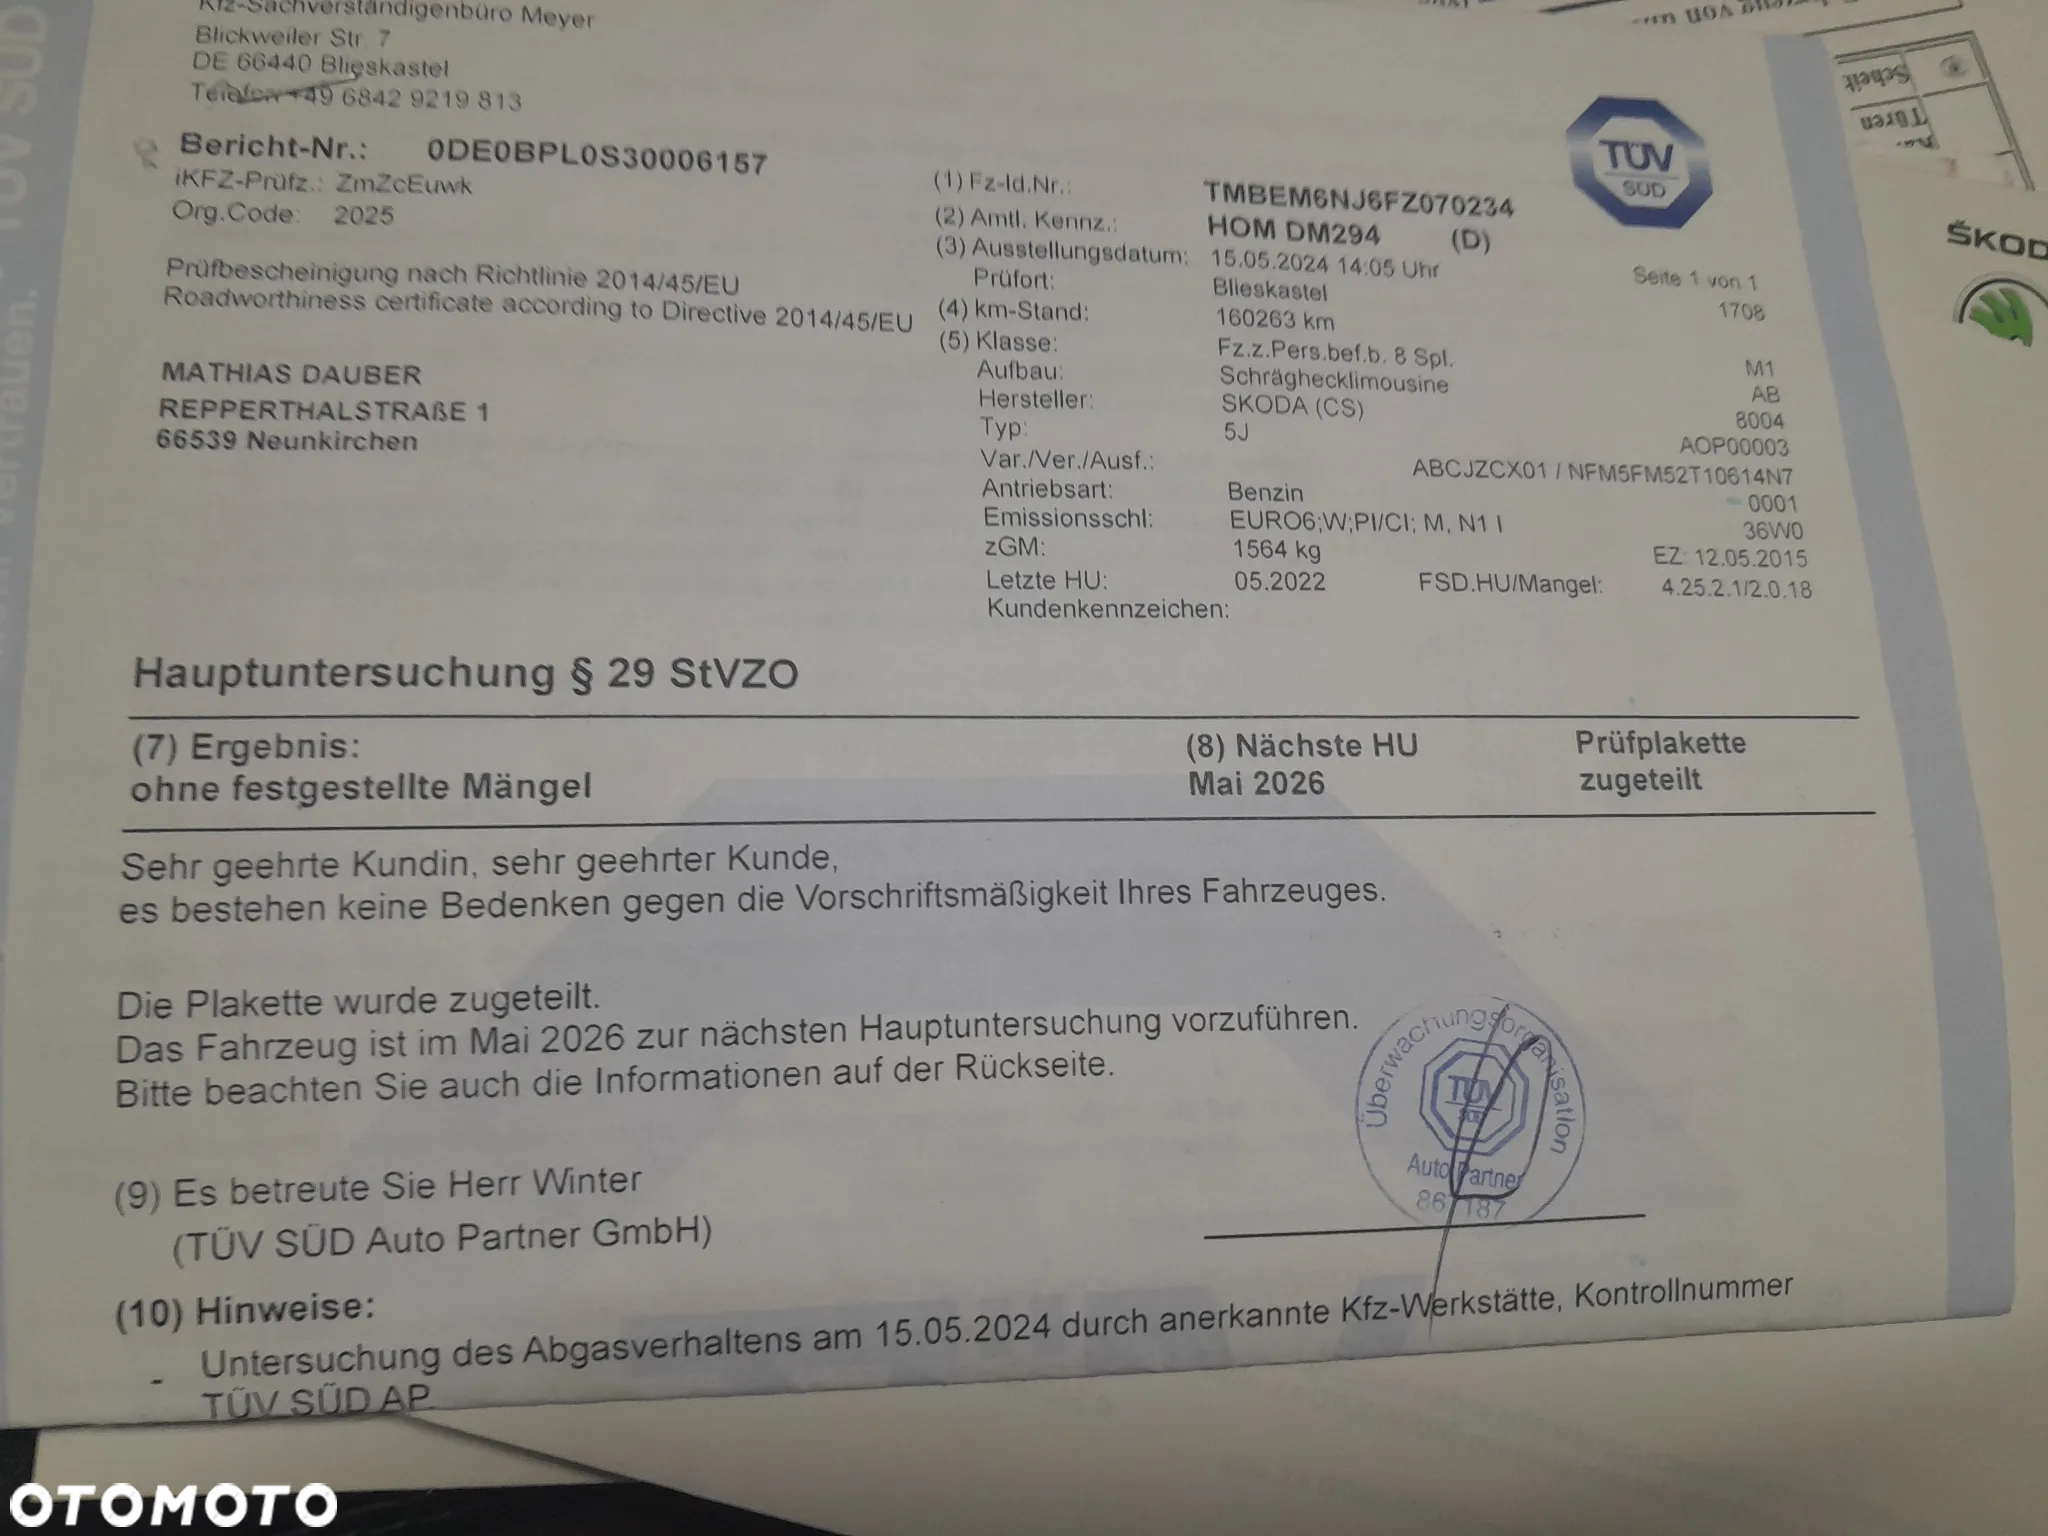 Kfz-Sachverständigenbüro Meyer
Blickweiler Str. 7
DE 66440 Blieskastel
Telefon +49 6842 9219 813
Bericht-Nr.: 0DE0BPL0S30006157
iKFZ-Prüfz.: ZmZcEuwk
Org.Code: 2025
Prüfbescheinigung nach Richtlinie 2014/45/EU
Roadworthiness certificate according to Directive 2014/45/EU
MATHIAS DAUBER
REPPERTHALSTRAßE 1
66539 Neunkirchen
(1) Fz-Id.Nr.: TMBEM6NJ6FZ070234
(2) Amtl. Kennz.: HOM DM294 (D)
(3) Ausstellungsdatum: 15.05.2024 14:05 Uhr
Prüfort: Blieskastel
(4) km-Stand: 160263 km
(5) Klasse: Fz.z.Pers.bef.b. 8 Spl. M1
Aufbau: Schräghecklimousine AB
Hersteller: SKODA (CS) 8004
Typ: 5J AOP00003
Var./Ver./Ausf.: ABCJZCX01 / NFM5FM52T10614N7
Antriebsart: Benzin 0001
Emissionsschl: EURO6;W;PI/CI; M, N1 I 36W0
zGM: 1564 kg EZ: 12.05.2015
Letzte HU: 05.2022 FSD.HU/Mangel: 4.25.2.1/2.0.18
Kundenkennzeichen:
TÜV
SÜD
Seite 1 von 1
1708
Hauptuntersuchung § 29 StVZO
(7) Ergebnis: (8) Nächste HU Prüfplakette
ohne festgestellte Mängel Mai 2026 zugeteilt
Sehr geehrte Kundin, sehr geehrter Kunde,
es bestehen keine Bedenken gegen die Vorschriftsmäßigkeit Ihres Fahrzeuges.
Die Plakette wurde zugeteilt.
Das Fahrzeug ist im Mai 2026 zur nächsten Hauptuntersuchung vorzuführen.
Bitte beachten Sie auch die Informationen auf der Rückseite.
Überwachungsorganisation
TÜV
SÜD
Auto Partner
(9) Es betreute Sie Herr Winter
(TÜV SÜD Auto Partner GmbH)
(10) Hinweise:
- Untersuchung des Abgasverhaltens am 15.05.2024 durch anerkannte Kfz-Werkstätte, Kontrollnummer
TÜV SÜD AP
ŠKODA
Türen
OTOMOTO